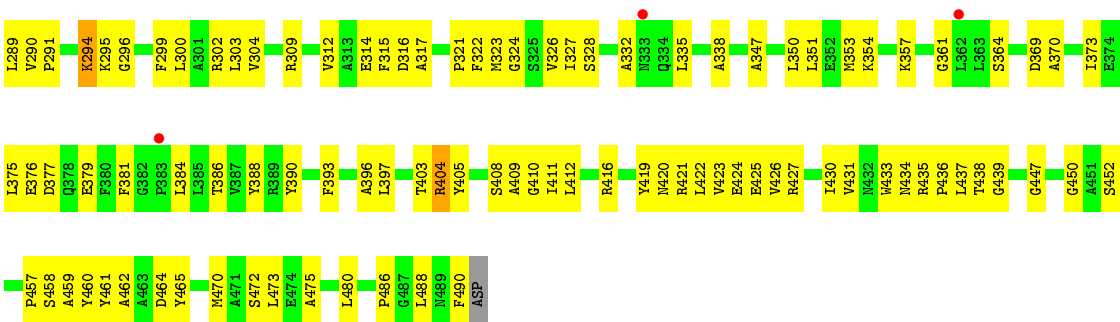 L289 V290 P291 K294 K295 G296 F299 L300 A301 R302 L303 V304 R309 V312 A313 E314 F315 D316 A317 P321 F322 M323 G324 S325 V326 I327 S328 A332 N333 Q334 L335 A338 A347 L350 L351 E352 M353 K354 K357 G361 L362 L363 S364 D369 A370 I373 E374
L375 E376 D377 Q378 E379 F380 F381 G382 P383 L384 L385 T386 V387 Y388 R389 Y390 F393 A396 L397 T403 R404 Y405 S408 A409 G410 I411 L412 R416 Y419 N420 R421 L422 V423 E424 E425 V426 R427 I430 V431 N432 W433 N434 R435 P436 L437 T438 G439 G447 G450 A451 S452
P457 S458 A459 Y460 Y461 A462 A463 D464 Y465 M470 A471 S472 L473 E474 A475 L480 P486 G487 L488 N489 F490 ASP